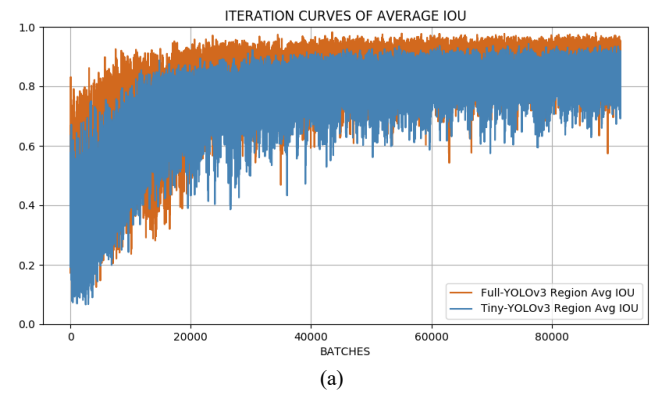 ITERATION CURVES OF AVERAGE IOU
1.0
0.8
0.6
0.4
0.2
0.0
Full-YOLOv3 Region Avg IOU
Tiny-YOLOv3 Region Avg IOU
0 20000 40000 60000 80000
BATCHES
(a)